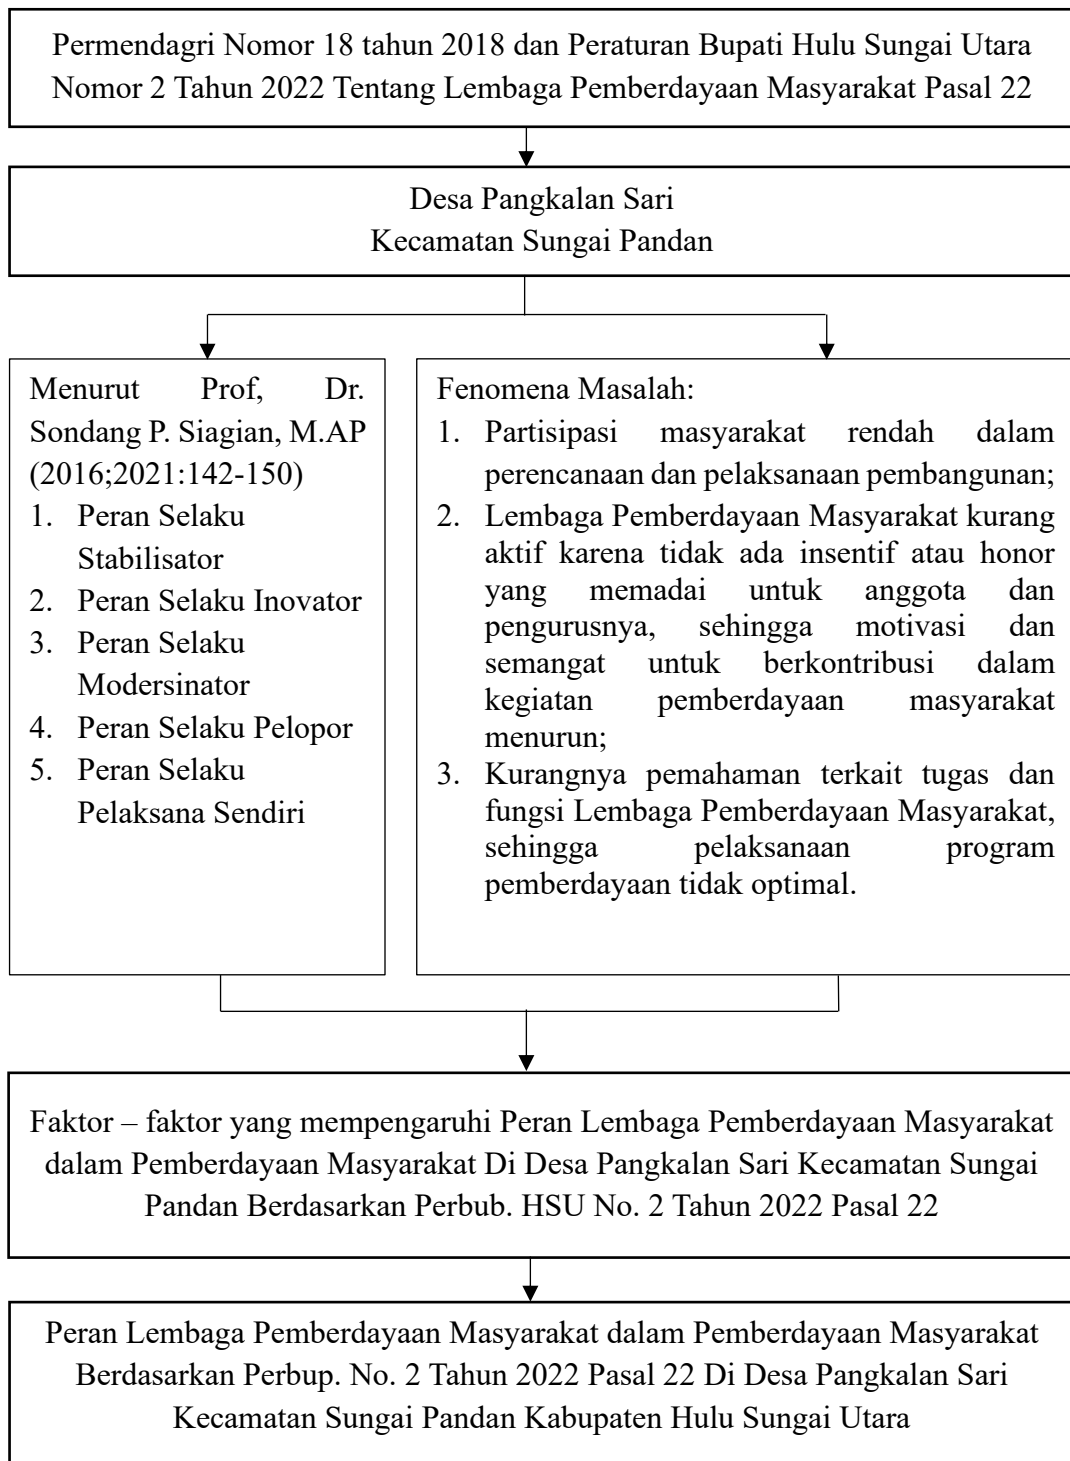 Permendagri Nomor 18 tahun 2018 dan Peraturan Bupati Hulu Sungai Utara
Nomor 2 Tahun 2022 Tentang Lembaga Pemberdayaan Masyarakat Pasal 22
Desa Pangkalan Sari
Kecamatan Sungai Pandan
Menurut Prof, Dr.
Sondang P. Siagian, M.AP
(2016;2021:142-150)
1. Peran Selaku
Stabilisator
2. Peran Selaku Inovator
3. Peran Selaku
Modersinator
4. Peran Selaku Pelopor
5. Peran Selaku
Pelaksana Sendiri
Fenomena Masalah:
1. Partisipasi masyarakat rendah dalam
perencanaan dan pelaksanaan pembangunan;
2. Lembaga Pemberdayaan Masyarakat kurang
aktif karena tidak ada insentif atau honor
yang memadai untuk anggota dan
pengurusnya, sehingga motivasi dan
semangat untuk berkontribusi dalam
kegiatan pemberdayaan masyarakat
menurun;
3. Kurangnya pemahaman terkait tugas dan
fungsi Lembaga Pemberdayaan Masyarakat,
sehingga pelaksanaan program
pemberdayaan tidak optimal.
Faktor – faktor yang mempengaruhi Peran Lembaga Pemberdayaan Masyarakat
dalam Pemberdayaan Masyarakat Di Desa Pangkalan Sari Kecamatan Sungai
Pandan Berdasarkan Perbub. HSU No. 2 Tahun 2022 Pasal 22
Peran Lembaga Pemberdayaan Masyarakat dalam Pemberdayaan Masyarakat
Berdasarkan Perbup. No. 2 Tahun 2022 Pasal 22 Di Desa Pangkalan Sari
Kecamatan Sungai Pandan Kabupaten Hulu Sungai Utara